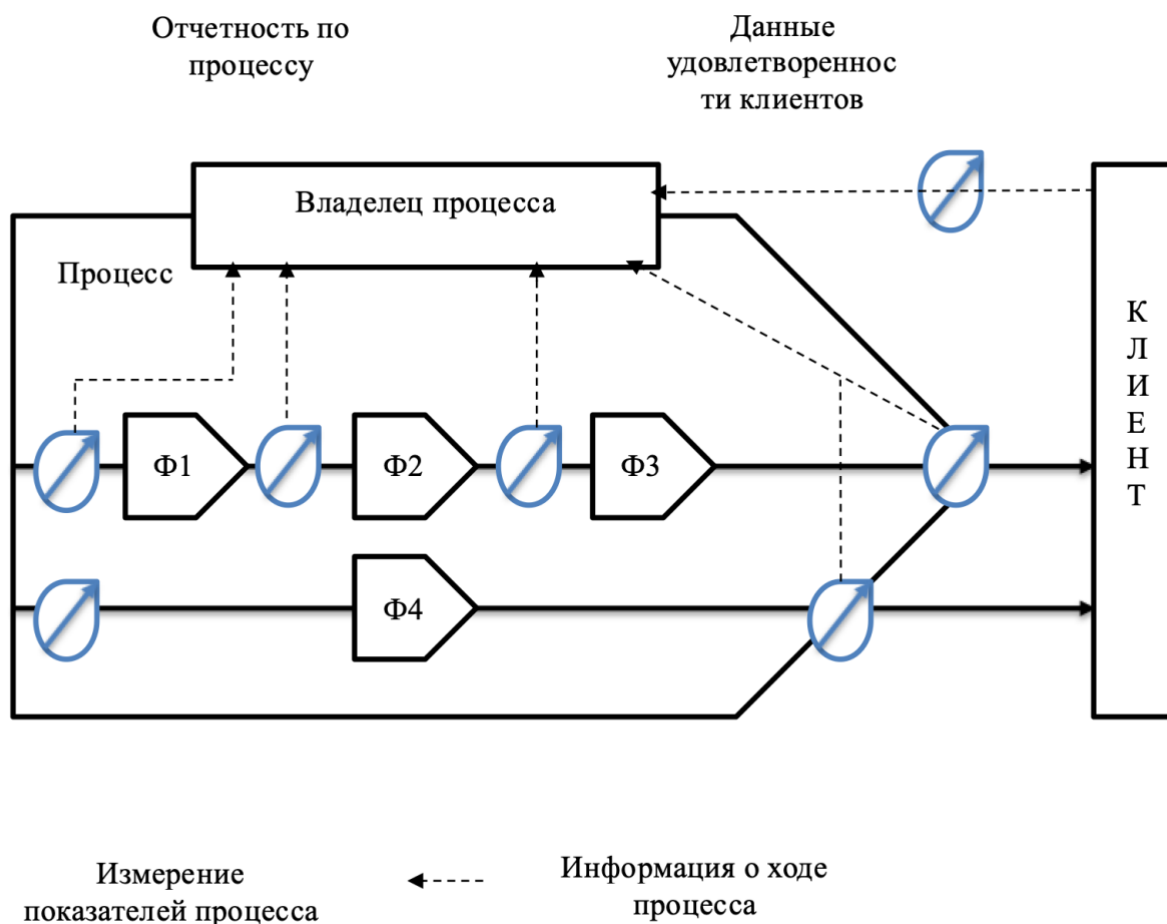 Отчетность по
процессу
Данные
удовлетвореннос
ти клиентов
Владелец процесса
Процесс
К
Л
И
Е
Н
Т
Ф1
Ф2
Ф3
Ф4
Измерение
показателей процесса
Информация о ходе
процесса